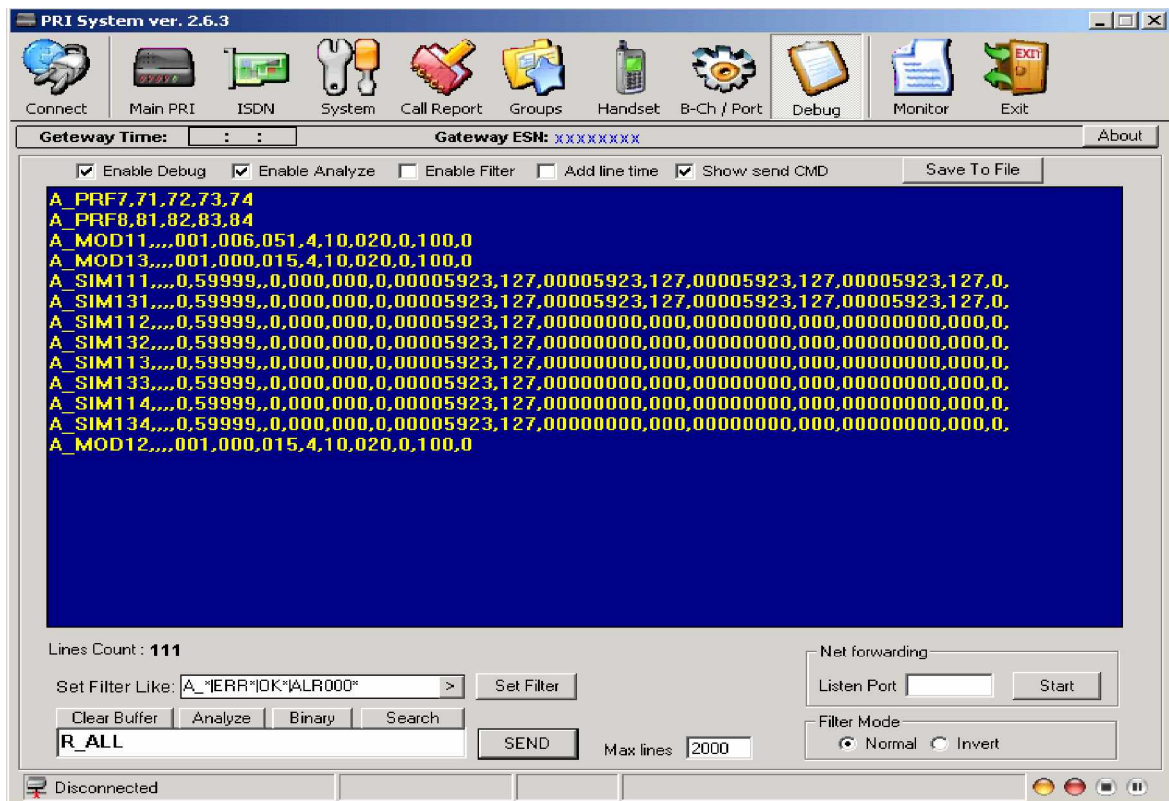 PRI System ver. 2.6.3
EXIT
Connect Main PRI ISDN System Call Report Groups Handset B-Ch / Port Debug Monitor Exit
Geteway Time: : : Gateway ESN: xxxxxxxx About
Enable Debug Enable Analyze Enable Filter Add line time Show send CMD Save To File
A_PRF7,71,72,73,74
A_PRF8,81,82,83,84
A_MOD11,,,,001,006,051,4,10,020,0,100,0
A_MOD13,,,,001,000,015,4,10,020,0,100,0
A_SIM111,,,,0,59999,,0,000,000,0,00005923,127,00005923,127,00005923,127,00005923,127,0,
A_SIM131,,,,0,59999,,0,000,000,0,00005923,127,00005923,127,00005923,127,00005923,127,0,
A_SIM112,,,,0,59999,,0,000,000,0,00005923,127,00000000,000,00000000,000,00000000,000,0,
A_SIM132,,,,0,59999,,0,000,000,0,00005923,127,00000000,000,00000000,000,00000000,000,0,
A_SIM113,,,,0,59999,,0,000,000,0,00005923,127,00000000,000,00000000,000,00000000,000,0,
A_SIM133,,,,0,59999,,0,000,000,0,00005923,127,00000000,000,00000000,000,00000000,000,0,
A_SIM114,,,,0,59999,,0,000,000,0,00005923,127,00000000,000,00000000,000,00000000,000,0,
A_SIM134,,,,0,59999,,0,000,000,0,00005923,127,00000000,000,00000000,000,00000000,000,0,
A_MOD12,,,,001,000,015,4,10,020,0,100,0
Lines Count : 111
Net forwarding
Set Filter Like: A_*|ERR*|OK*|ALR000* > Set Filter Listen Port Start
Clear Buffer Analyze Binary Search
Filter Mode
R_ALL SEND Max lines 2000 Normal Invert
Disconnected